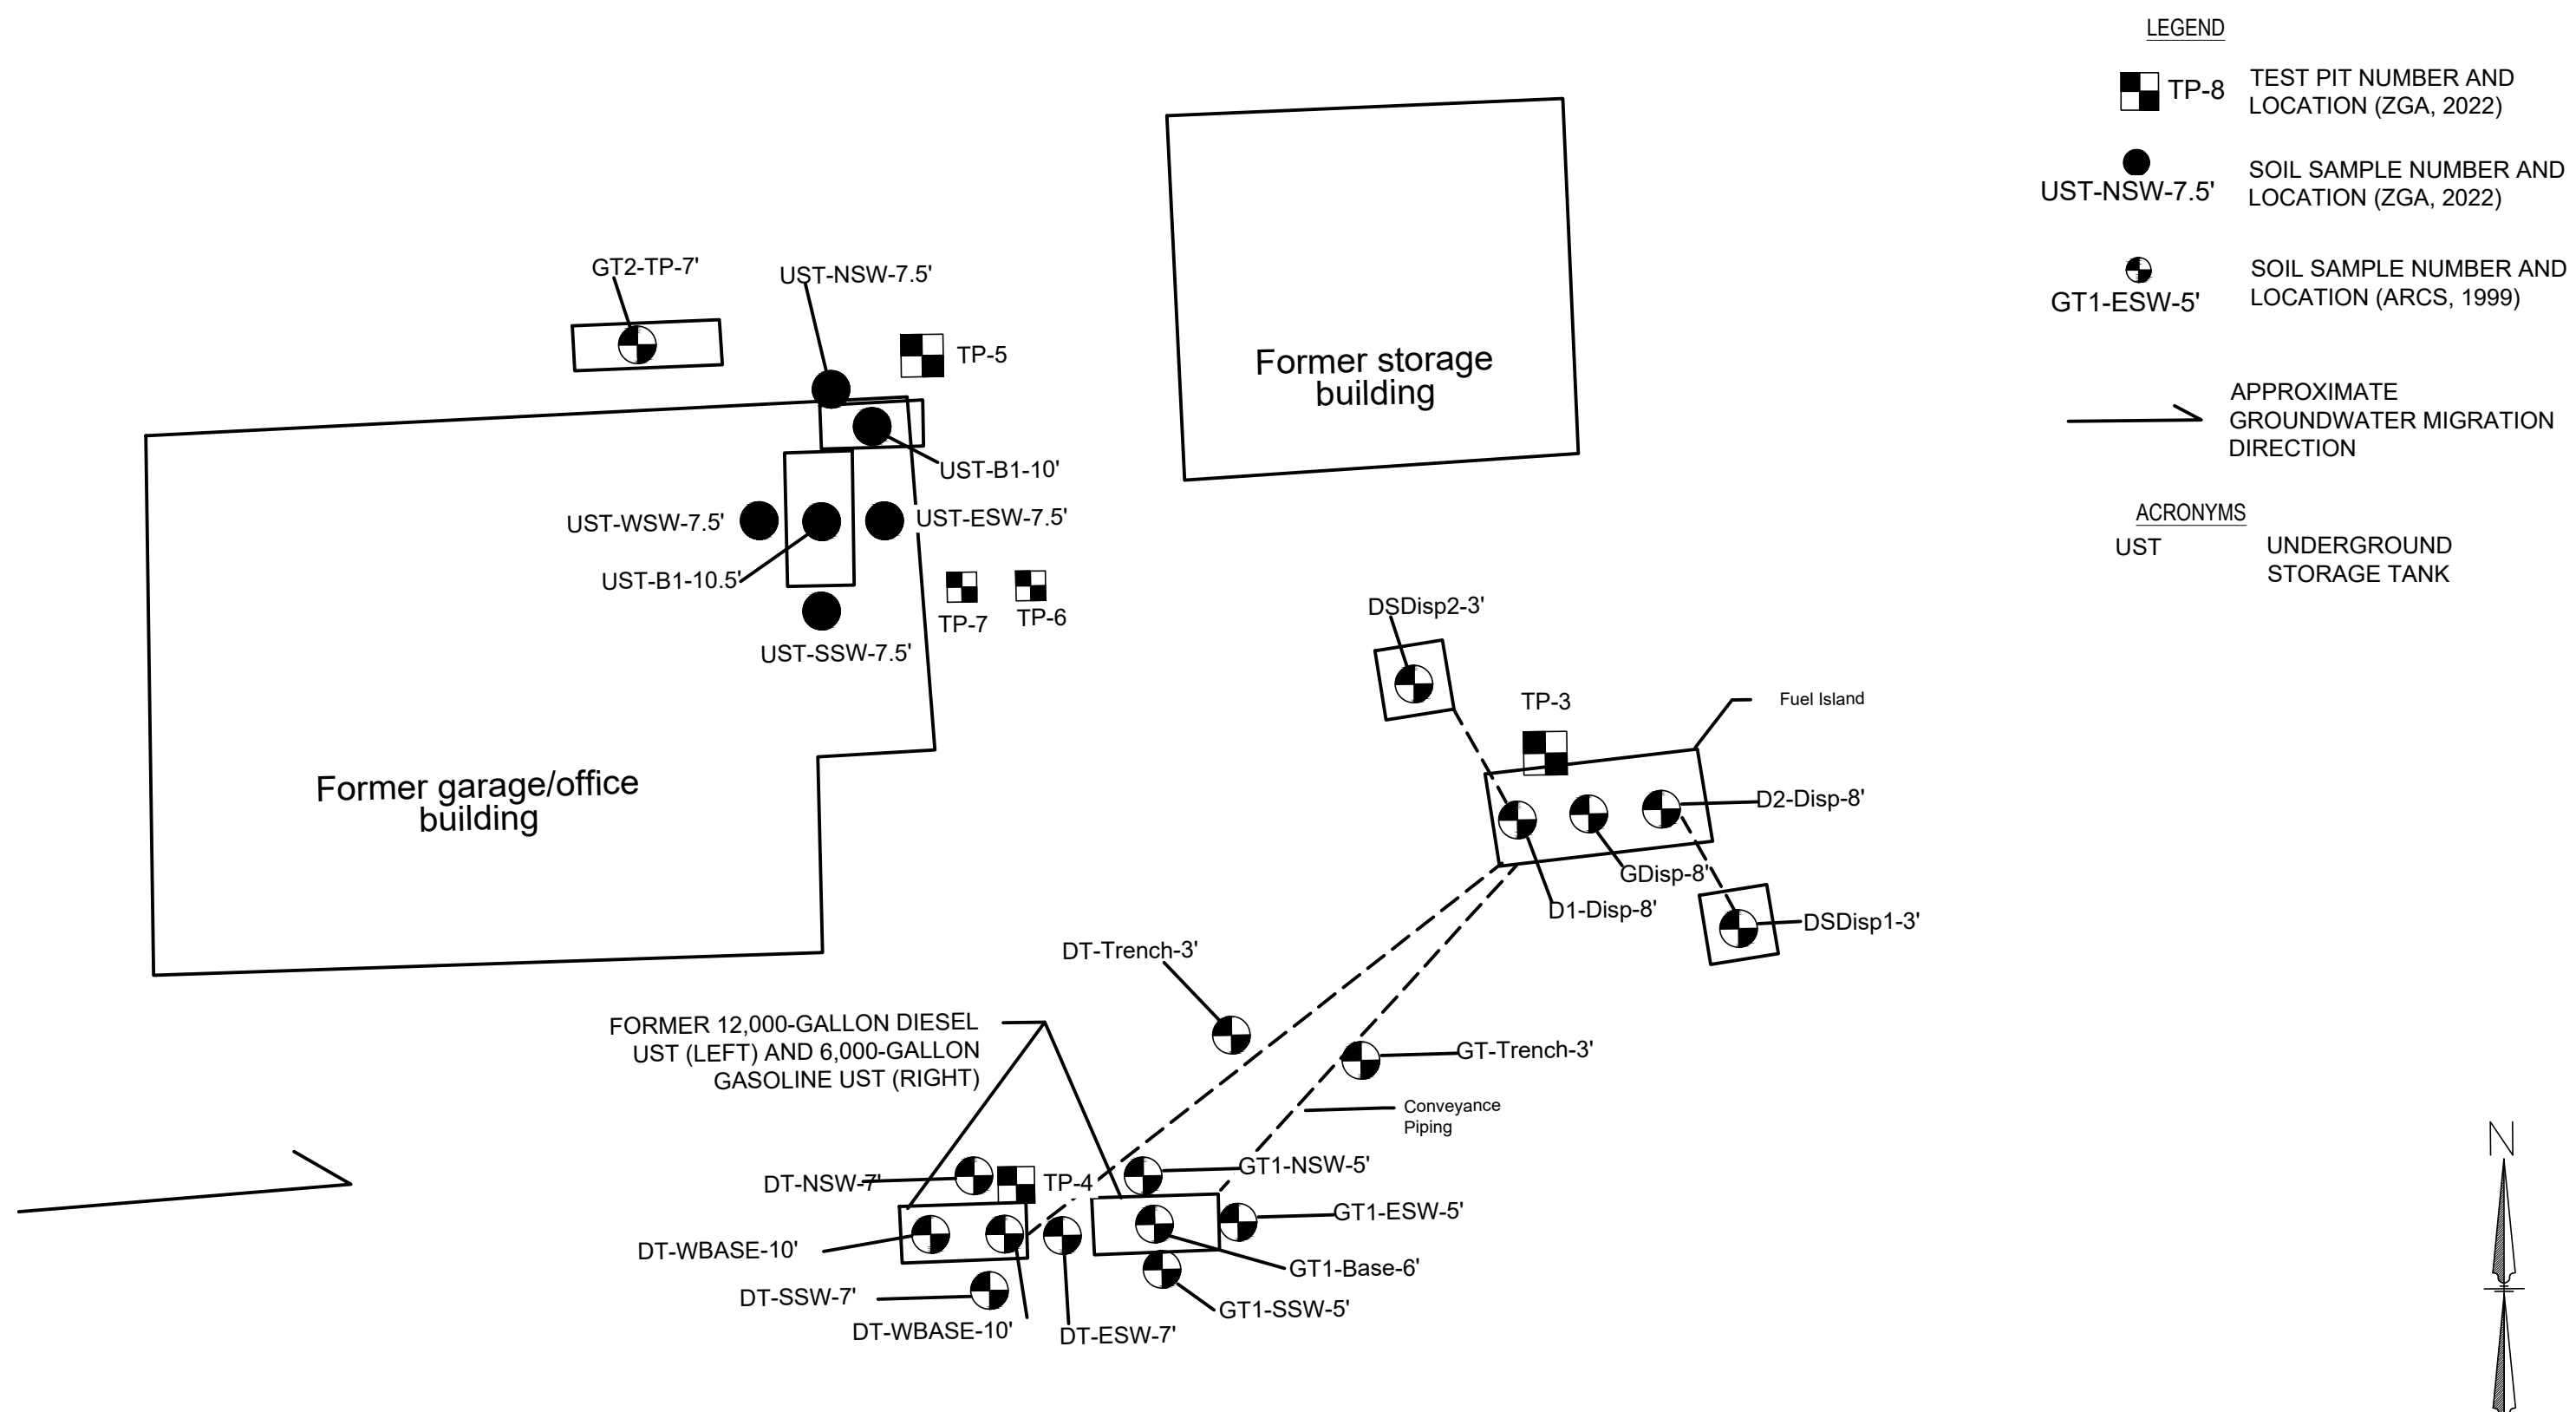 LEGEND
TP-8
TEST PIT NUMBER AND
LOCATION (ZGA, 2022)
UST-NSW-7.5'
SOIL SAMPLE NUMBER AND
LOCATION (ZGA, 2022)
GT1-ESW-5'
SOIL SAMPLE NUMBER AND
LOCATION (ARCS, 1999)
APPROXIMATE
GROUNDWATER MIGRATION
DIRECTION
ACRONYMS
UST
UNDERGROUND
STORAGE TANK
GT2-TP-7'
UST-NSW-7.5'
TP-5
Former storage
building
UST-B1-10'
UST-WSW-7.5'
UST-ESW-7.5'
UST-B1-10.5'
TP-7
TP-6
UST-SSW-7.5'
DSDisp2-3'
TP-3
Fuel Island
Former garage/office
building
D2-Disp-8'
GDisp-8'
D1-Disp-8'
DSDisp1-3'
DT-Trench-3'
FORMER 12,000-GALLON DIESEL
UST (LEFT) AND 6,000-GALLON
GASOLINE UST (RIGHT)
GT-Trench-3'
Conveyance
Piping
DT-NSW-7'
TP-4
GT1-NSW-5'
GT1-ESW-5'
DT-WBASE-10'
GT1-Base-6'
DT-SSW-7'
GT1-SSW-5'
DT-WBASE-10'
DT-ESW-7'
N